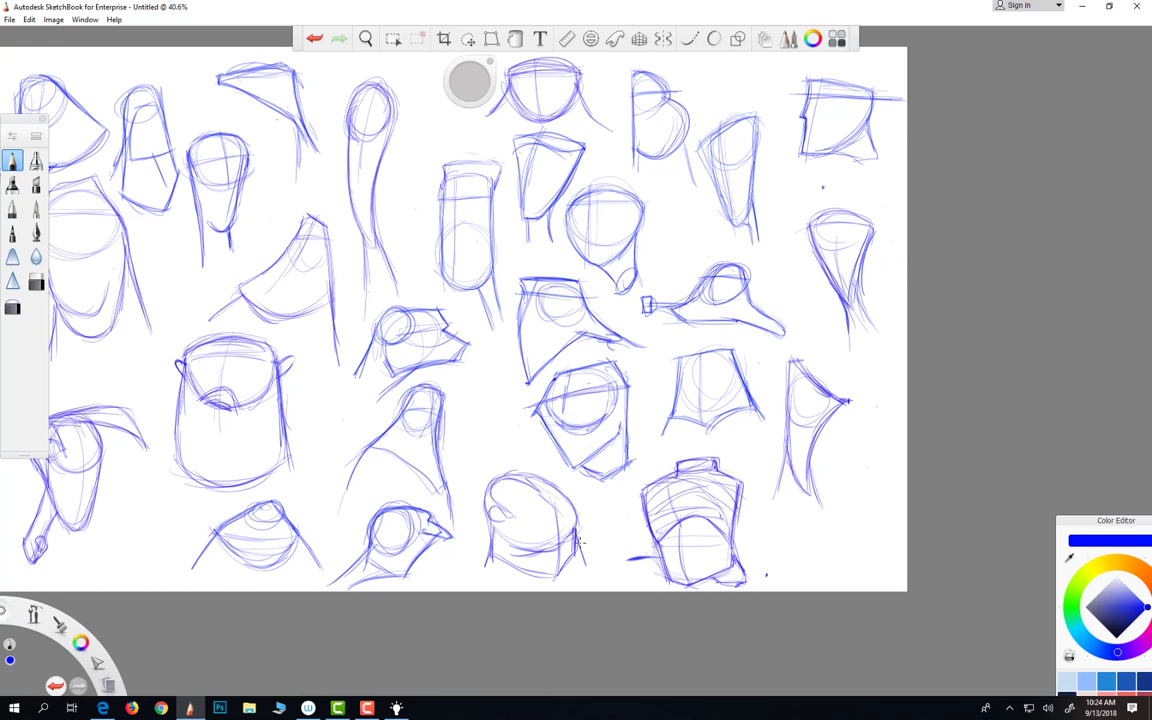 Autodesk SketchBook for Enterprise - Untitled @ 40.6%
Sign In
File Edit Image Window Help
T
Color Editor
Ps
10:24 AM
9/13/2018